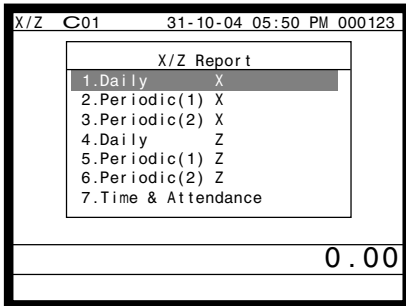 X/Z C01 31-10-04 05:50 PM 000123
X/Z Report
1.Daily X
2.Periodic(1) X
3.Periodic(2) X
4.Daily Z
5.Periodic(1) Z
6.Periodic(2) Z
7.Time & Attendance
0.00